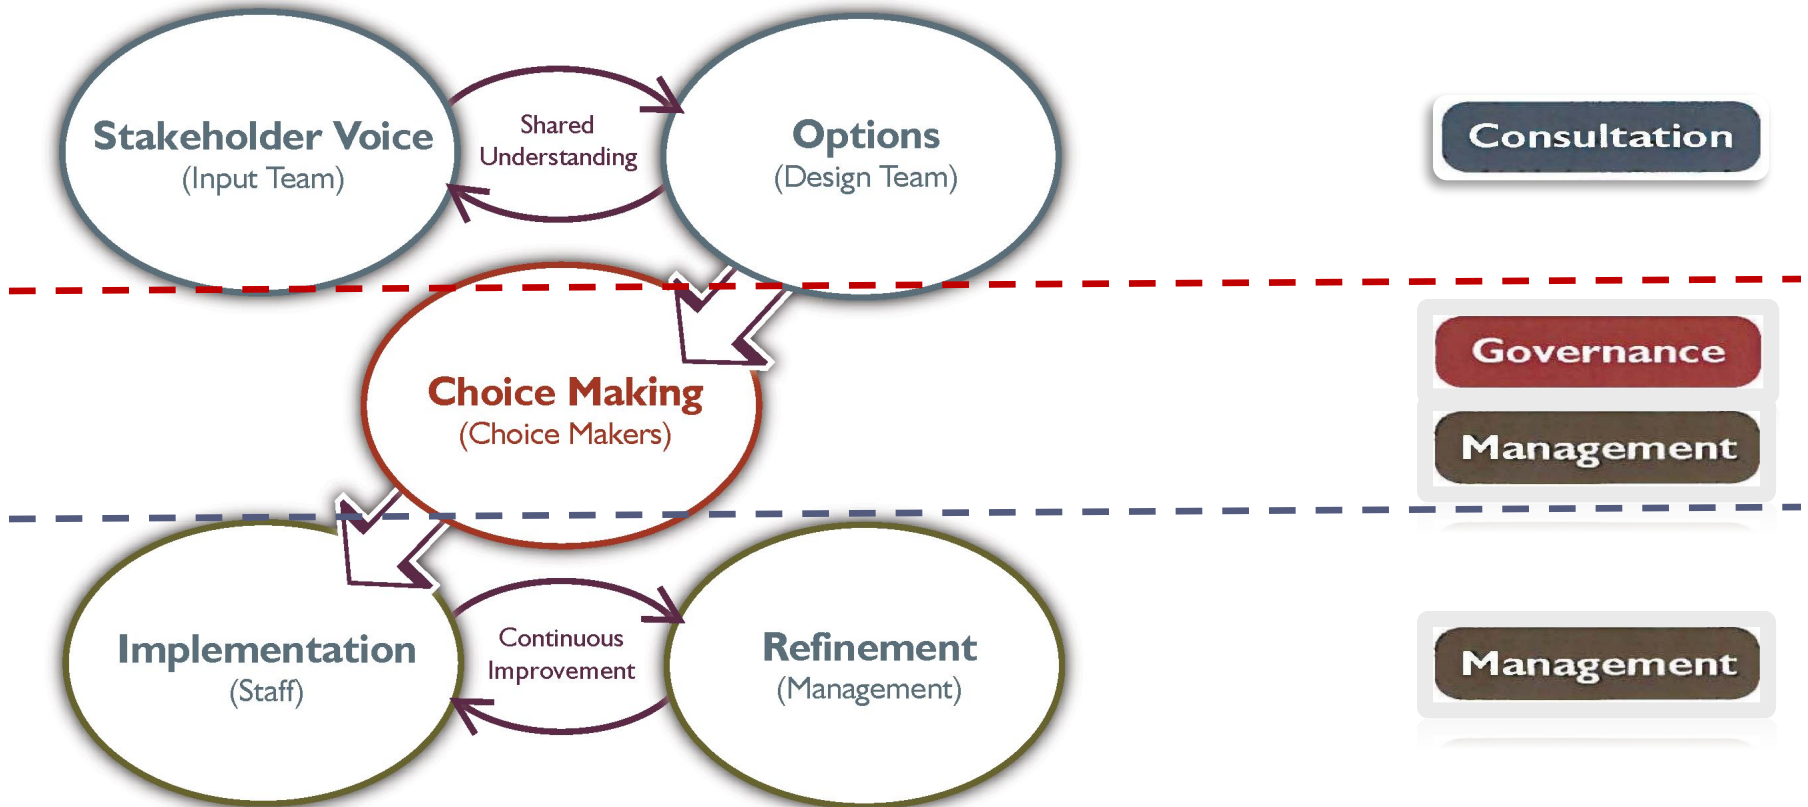 Stakeholder Voice
(Input Team)
Shared
Understanding
Options
(Design Team)
Consultation
Choice Making
(Choice Makers)
Governance
Management
Implementation
(Staff)
Continuous
Improvement
Refinement
(Management)
Management